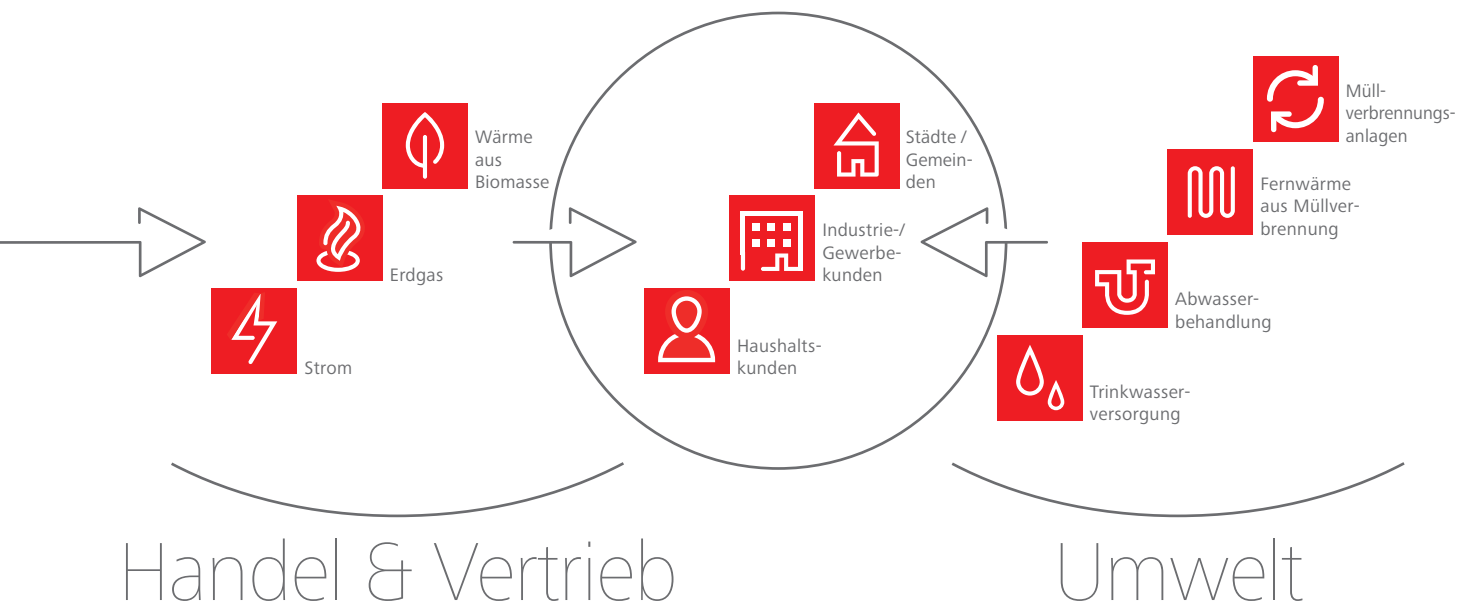 Wärme
aus
Biomasse
Erdgas
Strom
Städte /
Gemein-
den
Industrie-/
Gewerbe-
kunden
Haushalts-
kunden
Müll-
verbrennungs-
anlagen
Fernwärme
aus Müllver-
brennung
Abwasser-
behandlung
Trinkwasser-
versorgung
Handel & Vertrieb
Umwelt